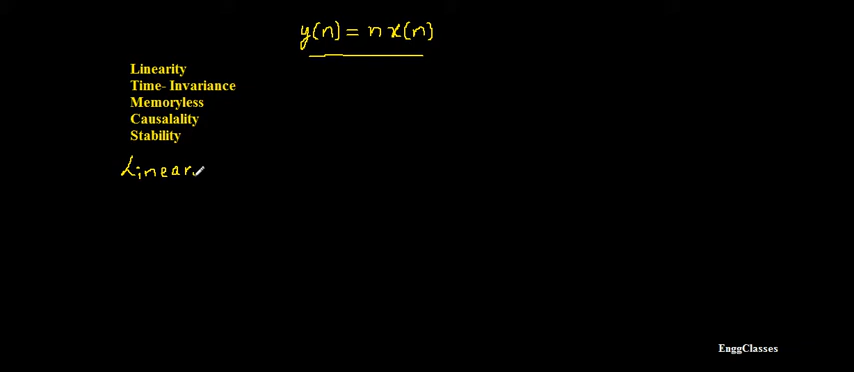 y(n) = n x(n)
Linearity
Time- Invariance
Memoryless
Causalality
Stability
Linear
EnggClasses